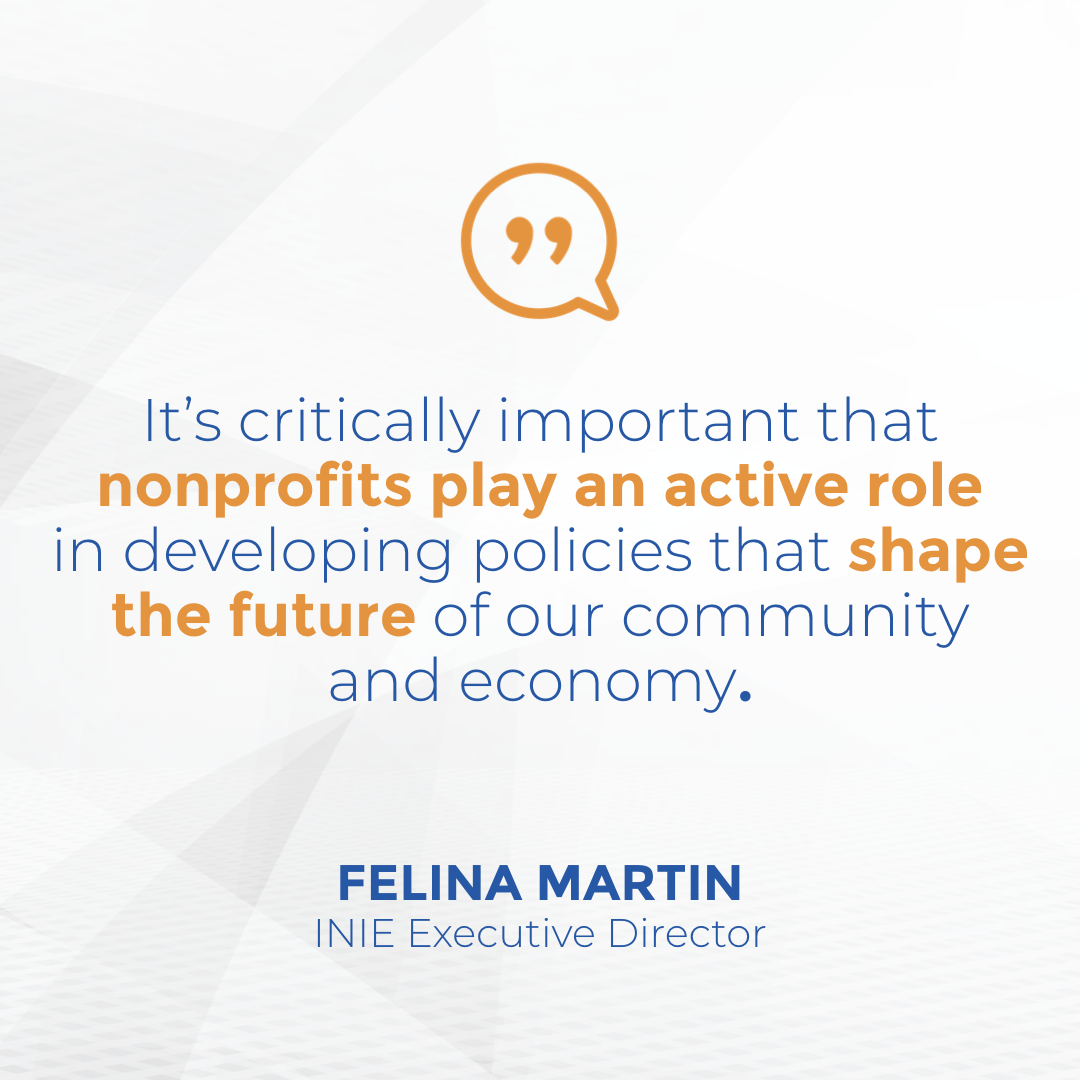 It’s critically important that
nonprofits play an active role
in developing policies that shape
the future of our community
and economy.
FELINA MARTIN
INIE Executive Director